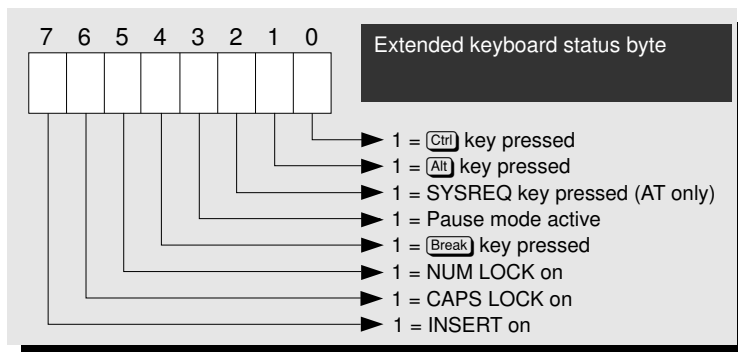 7 6 5 4 3 2 1 0
Extended keyboard status byte
1 = Ctrl key pressed
1 = Alt key pressed
1 = SYSREQ key pressed (AT only)
1 = Pause mode active
1 = Break key pressed
1 = NUM LOCK on
1 = CAPS LOCK on
1 = INSERT on